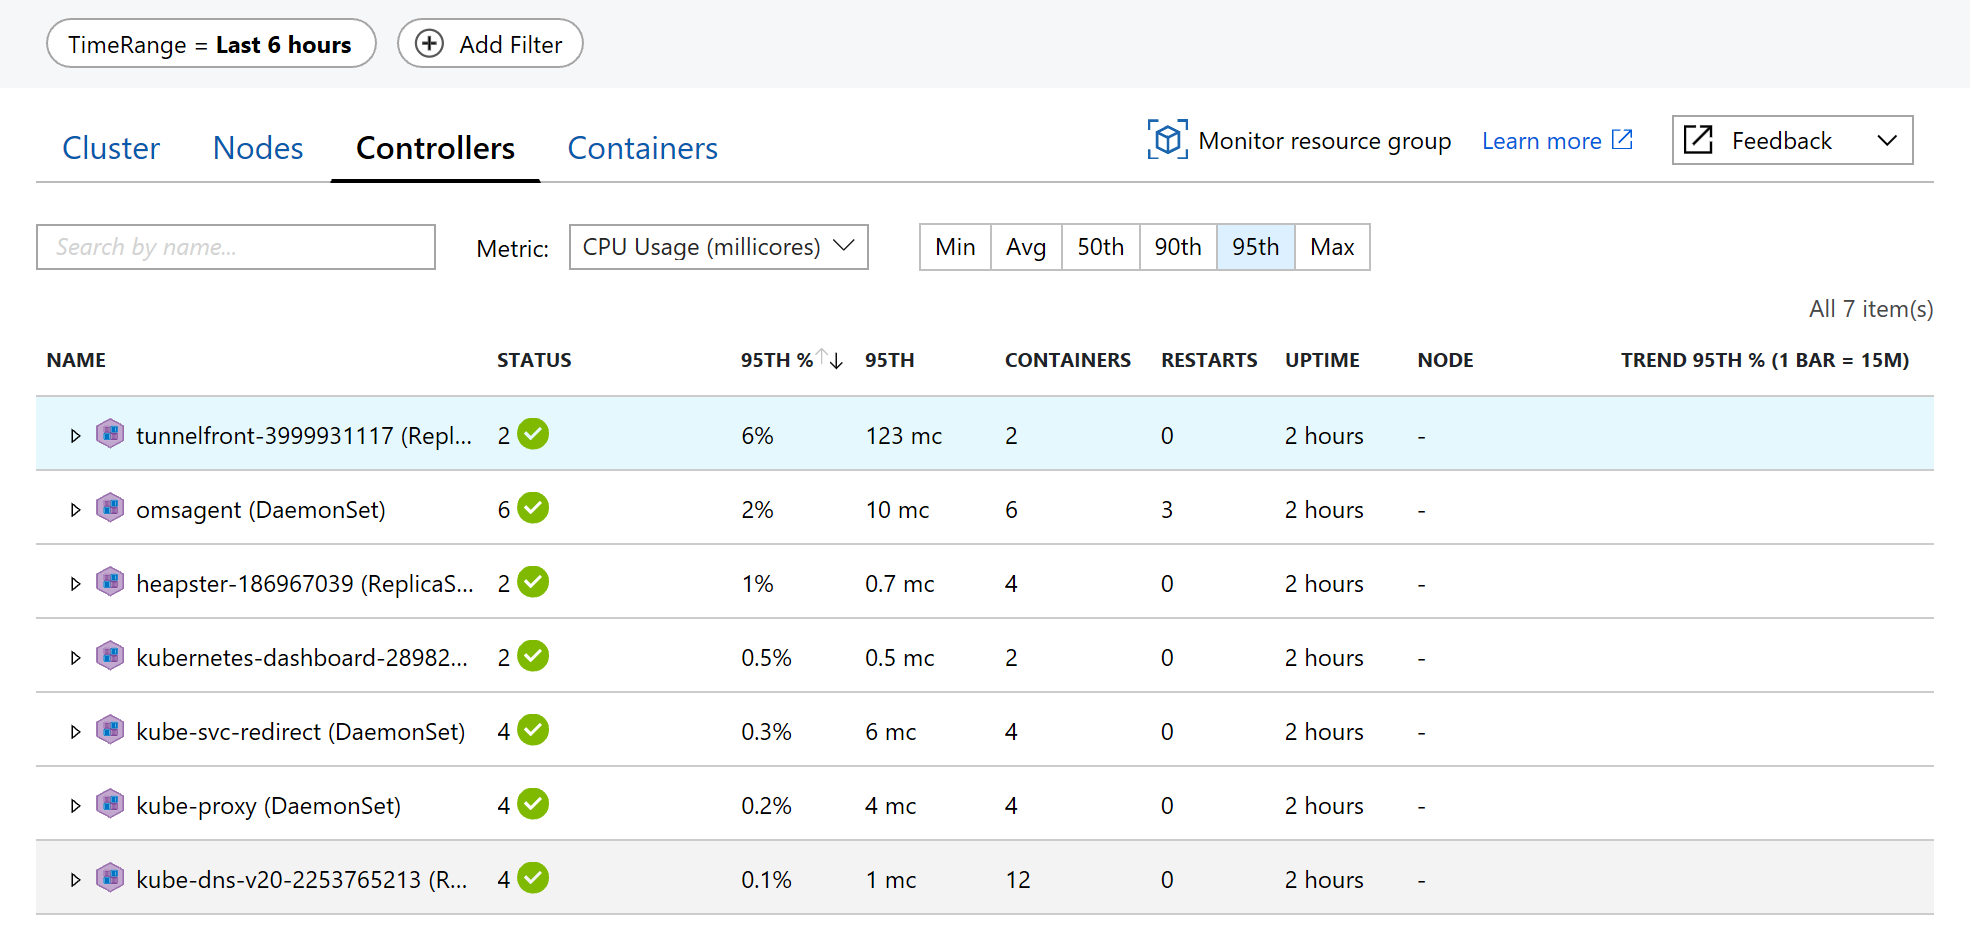 TimeRange = Last 6 hours Add Filter
Cluster Nodes Controllers Containers Monitor resource group Learn more Feedback
Search by name... Metric: CPU Usage (millicores) Min Avg 50th 90th 95th Max
All 7 item(s)
NAME STATUS 95TH % 95TH CONTAINERS RESTARTS UPTIME NODE TREND 95TH % (1 BAR = 15M)
tunnelfront-3999931117 (Repl... 2 6% 123 mc 2 0 2 hours -
omsagent (DaemonSet) 6 2% 10 mc 6 3 2 hours -
heapster-186967039 (ReplicaS... 2 1% 0.7 mc 4 0 2 hours -
kubernetes-dashboard-28982... 2 0.5% 0.5 mc 2 0 2 hours -
kube-svc-redirect (DaemonSet) 4 0.3% 6 mc 4 0 2 hours -
kube-proxy (DaemonSet) 4 0.2% 4 mc 4 0 2 hours -
kube-dns-v20-2253765213 (R... 4 0.1% 1 mc 12 0 2 hours -